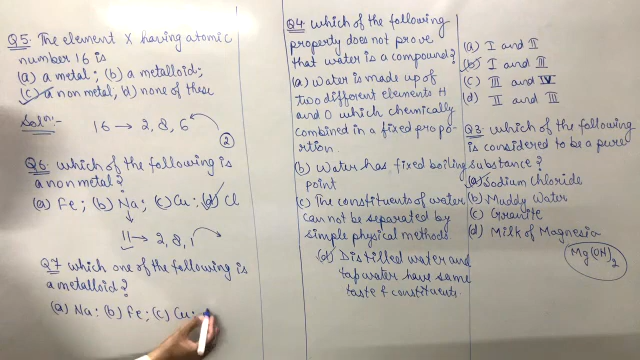 Q5: The element X having atomic
number 16 is
(a) a metal; (b) a metalloid;
(c) a non metal; (d) none of these
Soln:-
16 → 2, 8, 6
2
Q6: which of the following is
a non metal?
(a) Fe; (b) Na; (c) Cu; (d) Cl
11 → 2, 8, 1
Q7 which one of the following is
a metalloid?
(a) Na; (b) Fe; (c) Cu;
Q4: which of the following
property does not prove
that water is a compound?
(a) Water is made up of
two different elements H
and O which chemically
combined in a fixed propo-
rtion.
(b) Water has fixed boiling
point
(c) The constituents of water
cannot be separated by
simple physical methods
(d) Distilled water and
tap water have same
taste & constituents.
(a) I and II
(b) I and III
(c) III and IV
(d) II and III
Q3: which of the following
is considered to be a pure
substance?
(a) Sodium chloride
(b) Muddy Water
(c) Granite
(d) Milk of Magnesia
Mg(OH)2